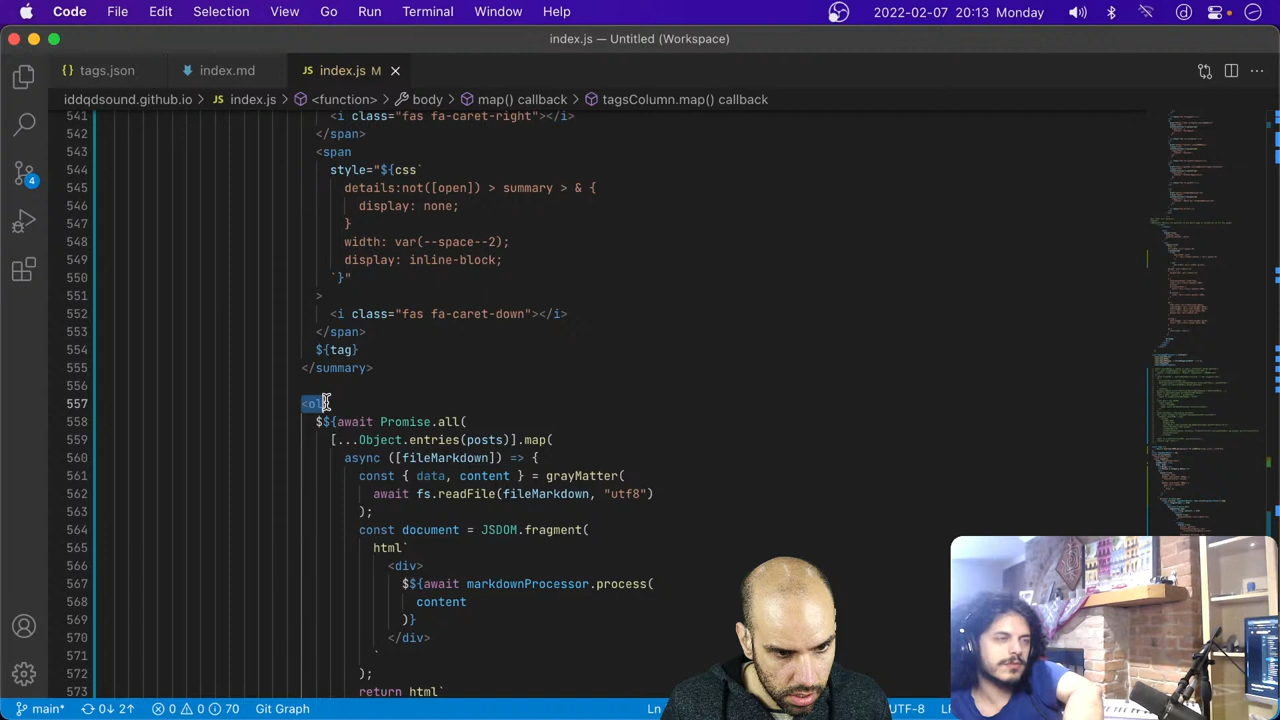 Code File Edit Selection View Go Run Terminal Window Help 2022-02-07 20:13 Monday
index.js — Untitled (Workspace)
tags.json index.md JS index.js M
iddqdsound.github.io > JS index.js > <function> > body > map() callback > tagsColumn.map() callback
541 <i class="fas fa-caret-right"></i>
542 </span>
543 <span
544 style="${css`
545 details:not([open]) > summary > & {
546 display: none;
547 }
548 width: var(--space--2);
549 display: inline-block;
550 `}"
551 >
552 <i class="fas fa-caret-down"></i>
553 </span>
554 ${tag}
555 </summary>
556
557 <ol
558 $${await Promise.all(
559 [...Object.entries(posts)].map(
560 async ([fileMarkdown]) => {
561 const { data, content } = grayMatter(
562 await fs.readFile(fileMarkdown, "utf8")
563 );
564 const document = JSDOM.fragment(
565 html`
566 <div>
567 $${await markdownProcessor.process(
568 content
569 )}
570 </div>
571 `
572 );
573 return html`
4
main* 0↓ 2↑ 0 0 70 Git Graph Ln UTF-8 JavaScript